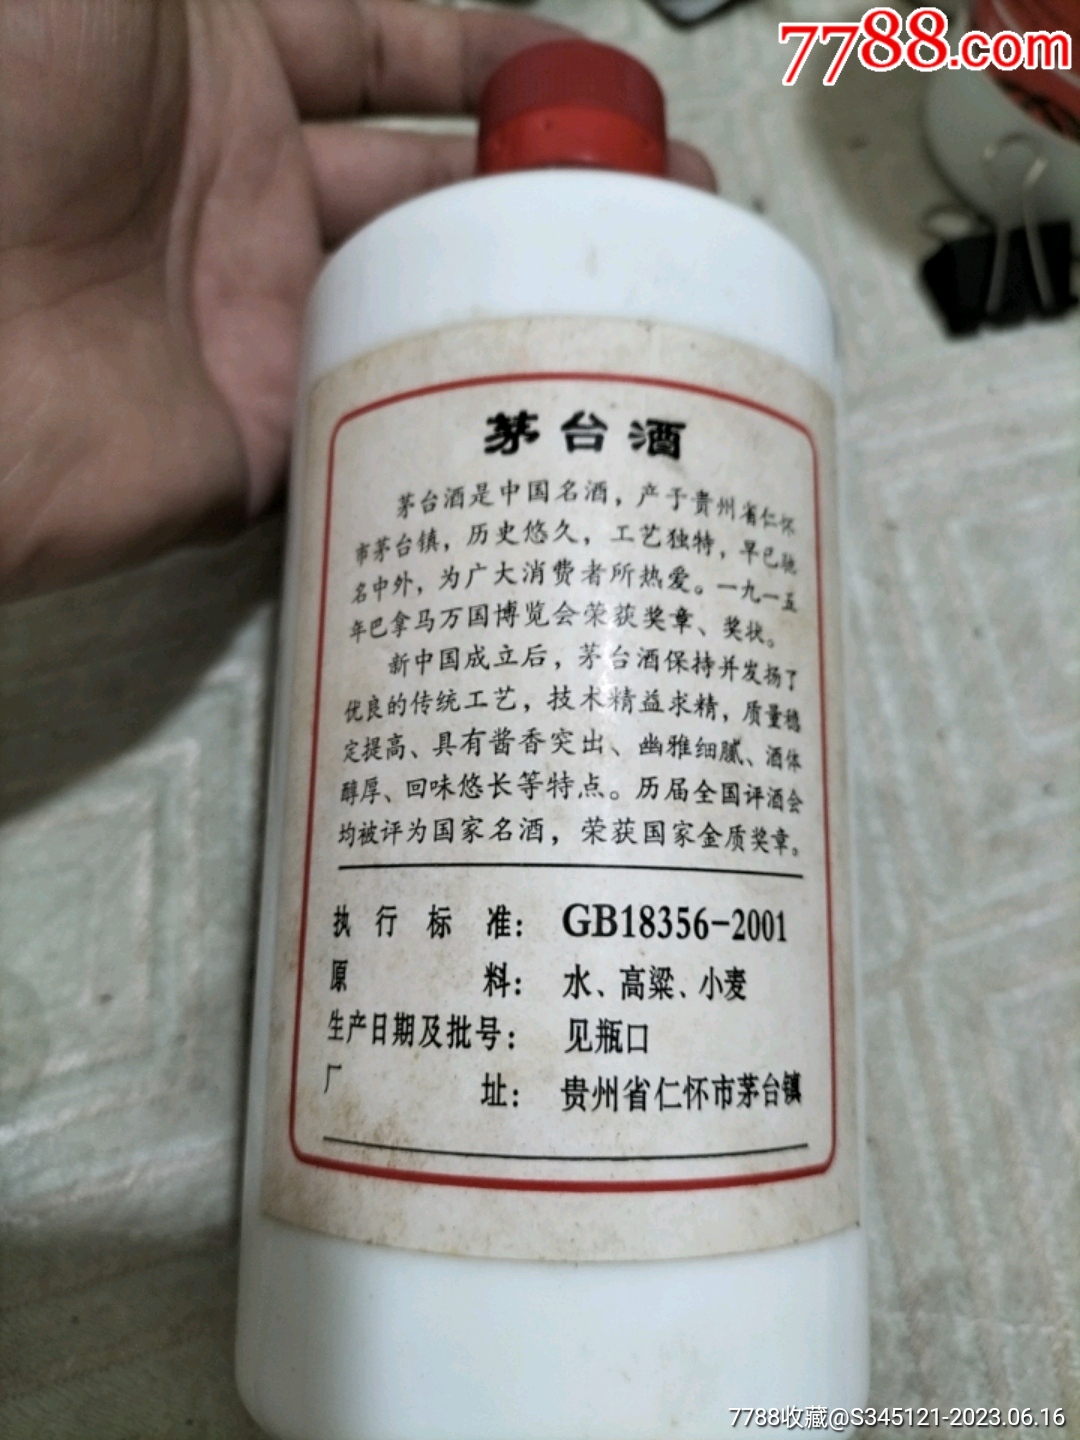 7788.com
茅台酒
茅台酒是中国名酒，产于贵州省仁怀
市茅台镇，历史悠久，工艺独特，早已驰
名中外，为广大消费者所热爱。一九一五
年巴拿马万国博览会荣获奖章、奖状。
新中国成立后，茅台酒保持并发扬了
优良的传统工艺，技术精益求精，质量稳
定提高、具有酱香突出、幽雅细腻、酒体
醇厚、回味悠长等特点。历届全国评酒会
均被评为国家名酒，荣获国家金质奖章。
执行标准：GB18356-2001
原料：水、高粱、小麦
生产日期及批号：见瓶口
厂址：贵州省仁怀市茅台镇
7788收藏@S345121-2023.06.16